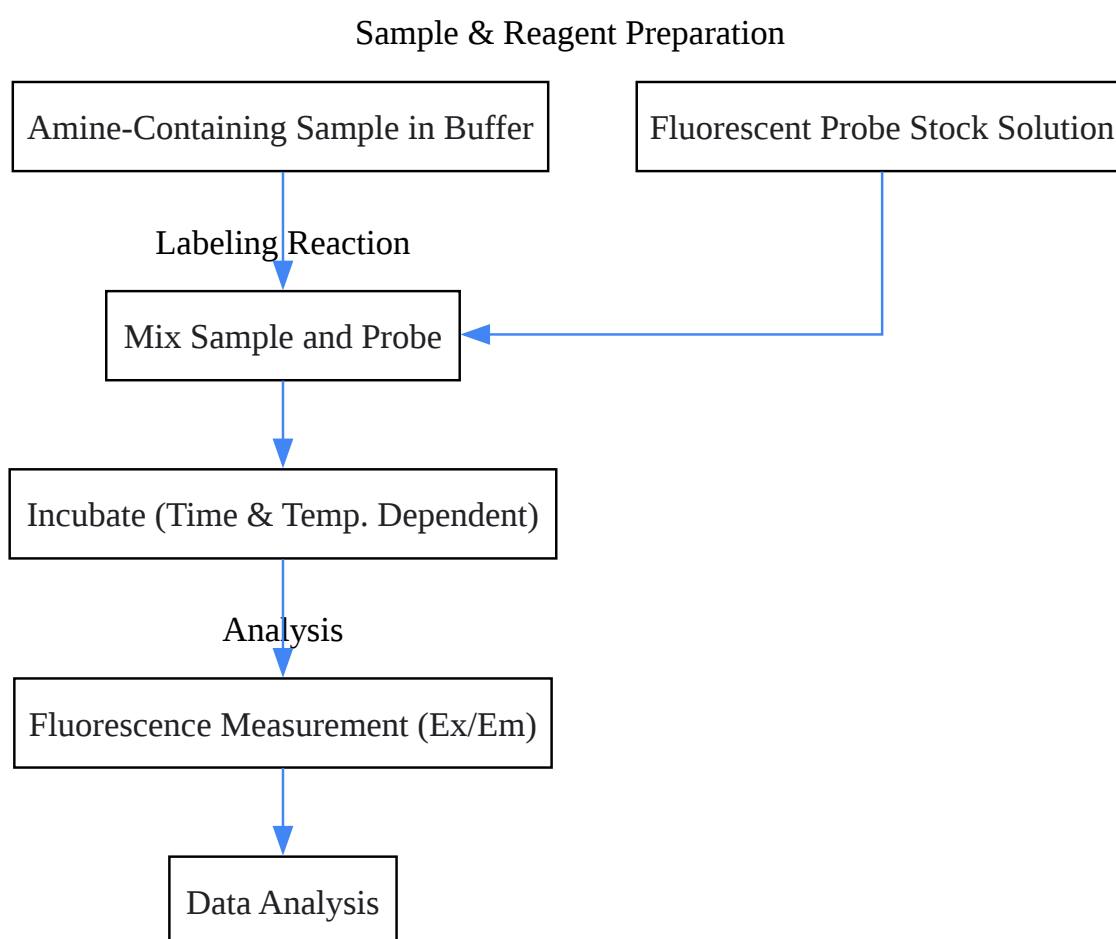 Sample & Reagent Preparation
Amine-Containing Sample in Buffer
Fluorescent Probe Stock Solution
Labeling Reaction
Mix Sample and Probe
Incubate (Time & Temp. Dependent)
Analysis
Fluorescence Measurement (Ex/Em)
Data Analysis